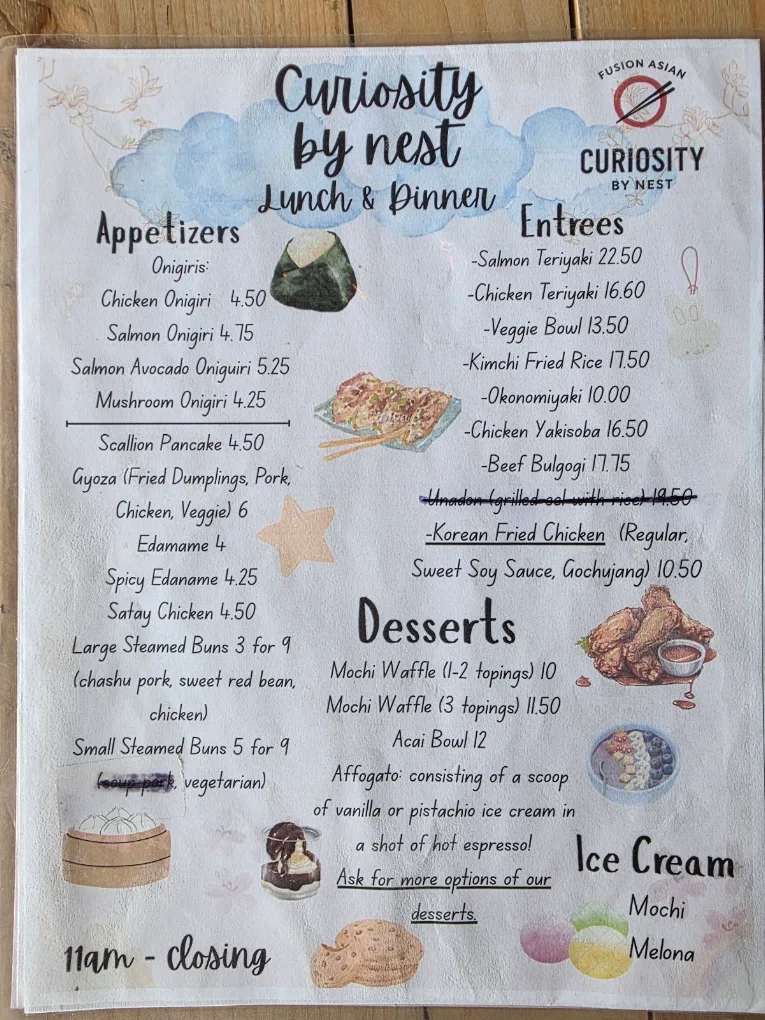 Curiosity
by nest
Lunch & Dinner
FUSION ASIAN
CURIOSITY
BY NEST
Appetizers
Onigiris:
Chicken Onigiri 4.50
Salmon Onigiri 4.75
Salmon Avocado Oniguiri 5.25
Mushroom Onigiri 4.25
Scallion Pancake 4.50
Gyoza (Fried Dumplings, Pork,
Chicken, Veggie) 6
Edamame 4
Spicy Edaname 4.25
Satay Chicken 4.50
Large Steamed Buns 3 for 9
(chashu pork, sweet red bean,
chicken)
Small Steamed Buns 5 for 9
(soup pork, vegetarian)
11am - closing
Entrees
-Salmon Teriyaki 22.50
-Chicken Teriyaki 16.60
-Veggie Bowl 13.50
-Kimchi Fried Rice 17.50
-Okonomiyaki 10.00
-Chicken Yakisoba 16.50
-Beef Bulgogi 17.75
-Unadon (grilled eel with rice) 19.50
-Korean Fried Chicken (Regular,
Sweet Soy Sauce, Gochujang) 10.50
Desserts
Mochi Waffle (1-2 topings) 10
Mochi Waffle (3 topings) 11.50
Acai Bowl 12
Affogato: consisting of a scoop
of vanilla or pistachio ice cream in
a shot of hot espresso!
Ask for more options of our
desserts.
Ice Cream
Mochi
Melona